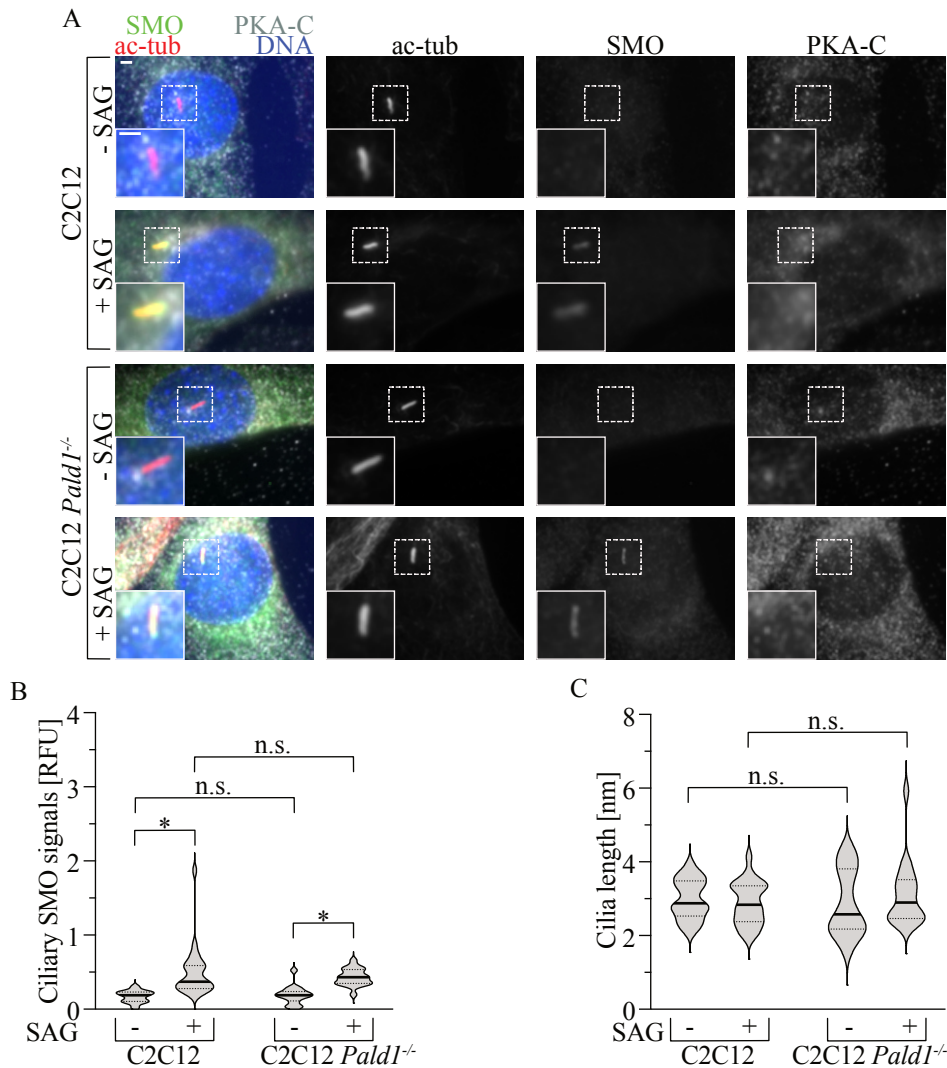 A
SMO PKA-C
ac-tub DNA ac-tub SMO PKA-C
C2C12
- SAG
+ SAG
C2C12 Pald1-/-
- SAG
+ SAG
B
Ciliary SMO signals [RFU]
4
3
2
1
0
n.s.
n.s.
*
*
SAG - + - +
C2C12 C2C12 Pald1-/-
C
Cilia length [nm]
8
6
4
2
0
n.s.
n.s.
SAG - + - +
C2C12 C2C12 Pald1-/-